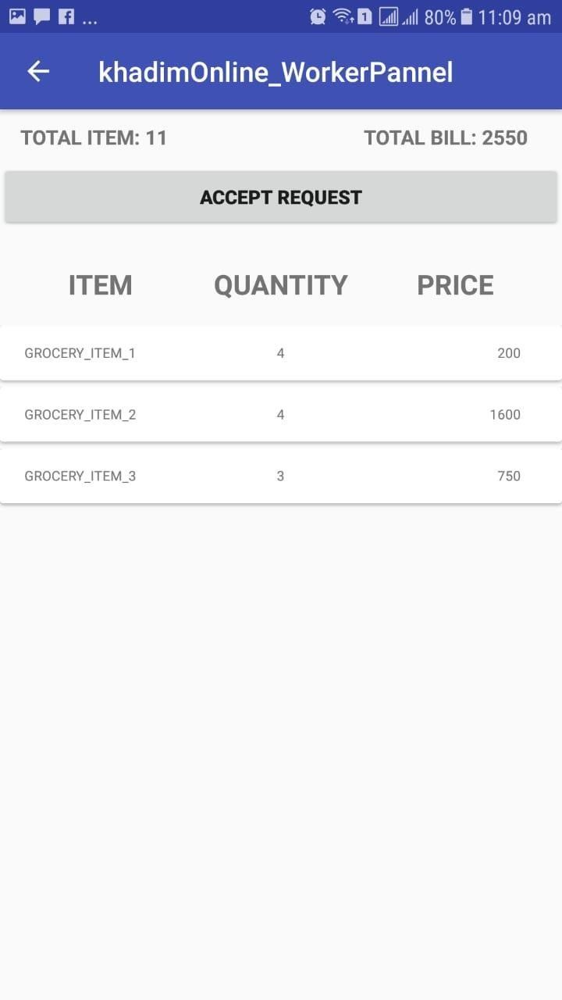 ... 1 80% 11:09 am
khadimOnline_WorkerPannel
TOTAL ITEM: 11 TOTAL BILL: 2550
ACCEPT REQUEST
ITEM QUANTITY PRICE
GROCERY_ITEM_1 4 200
GROCERY_ITEM_2 4 1600
GROCERY_ITEM_3 3 750